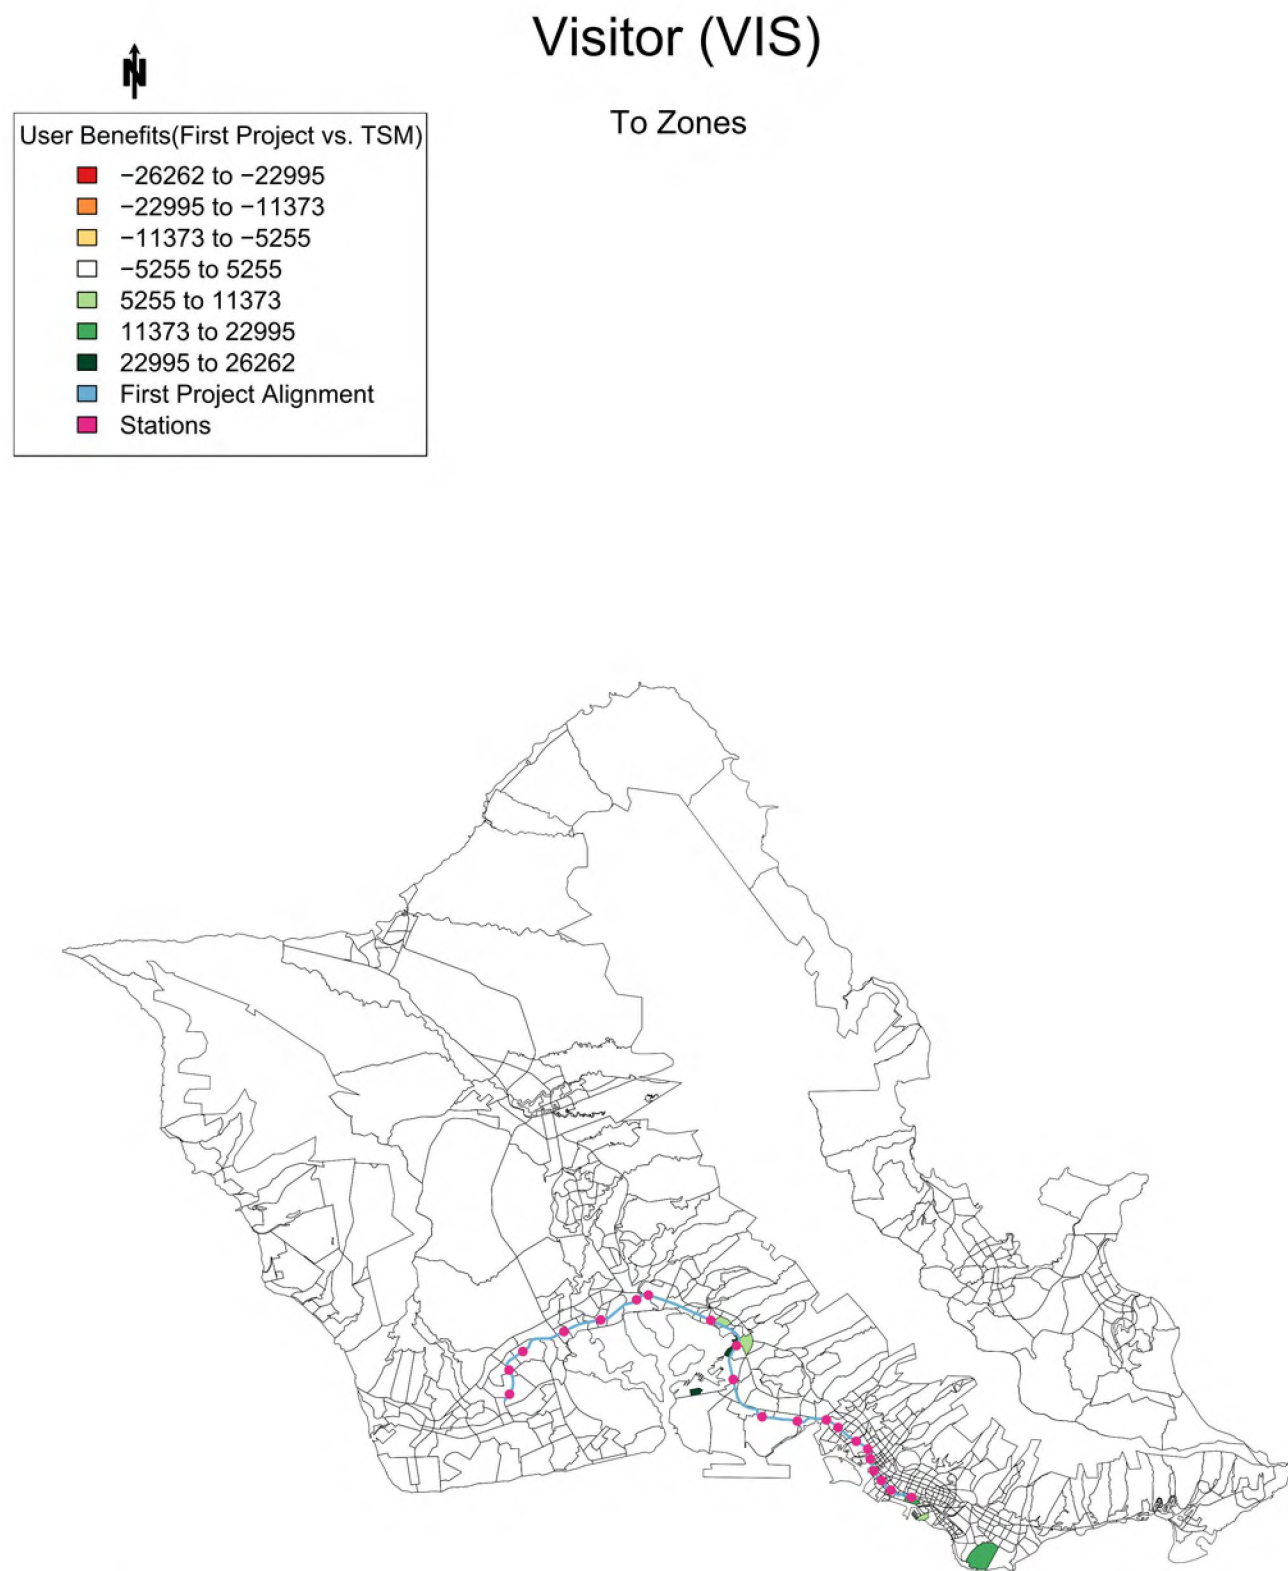 Visitor (VIS)
N
To Zones
User Benefits(First Project vs. TSM)
−26262 to −22995
−22995 to −11373
−11373 to −5255
−5255 to 5255
5255 to 11373
11373 to 22995
22995 to 26262
First Project Alignment
Stations